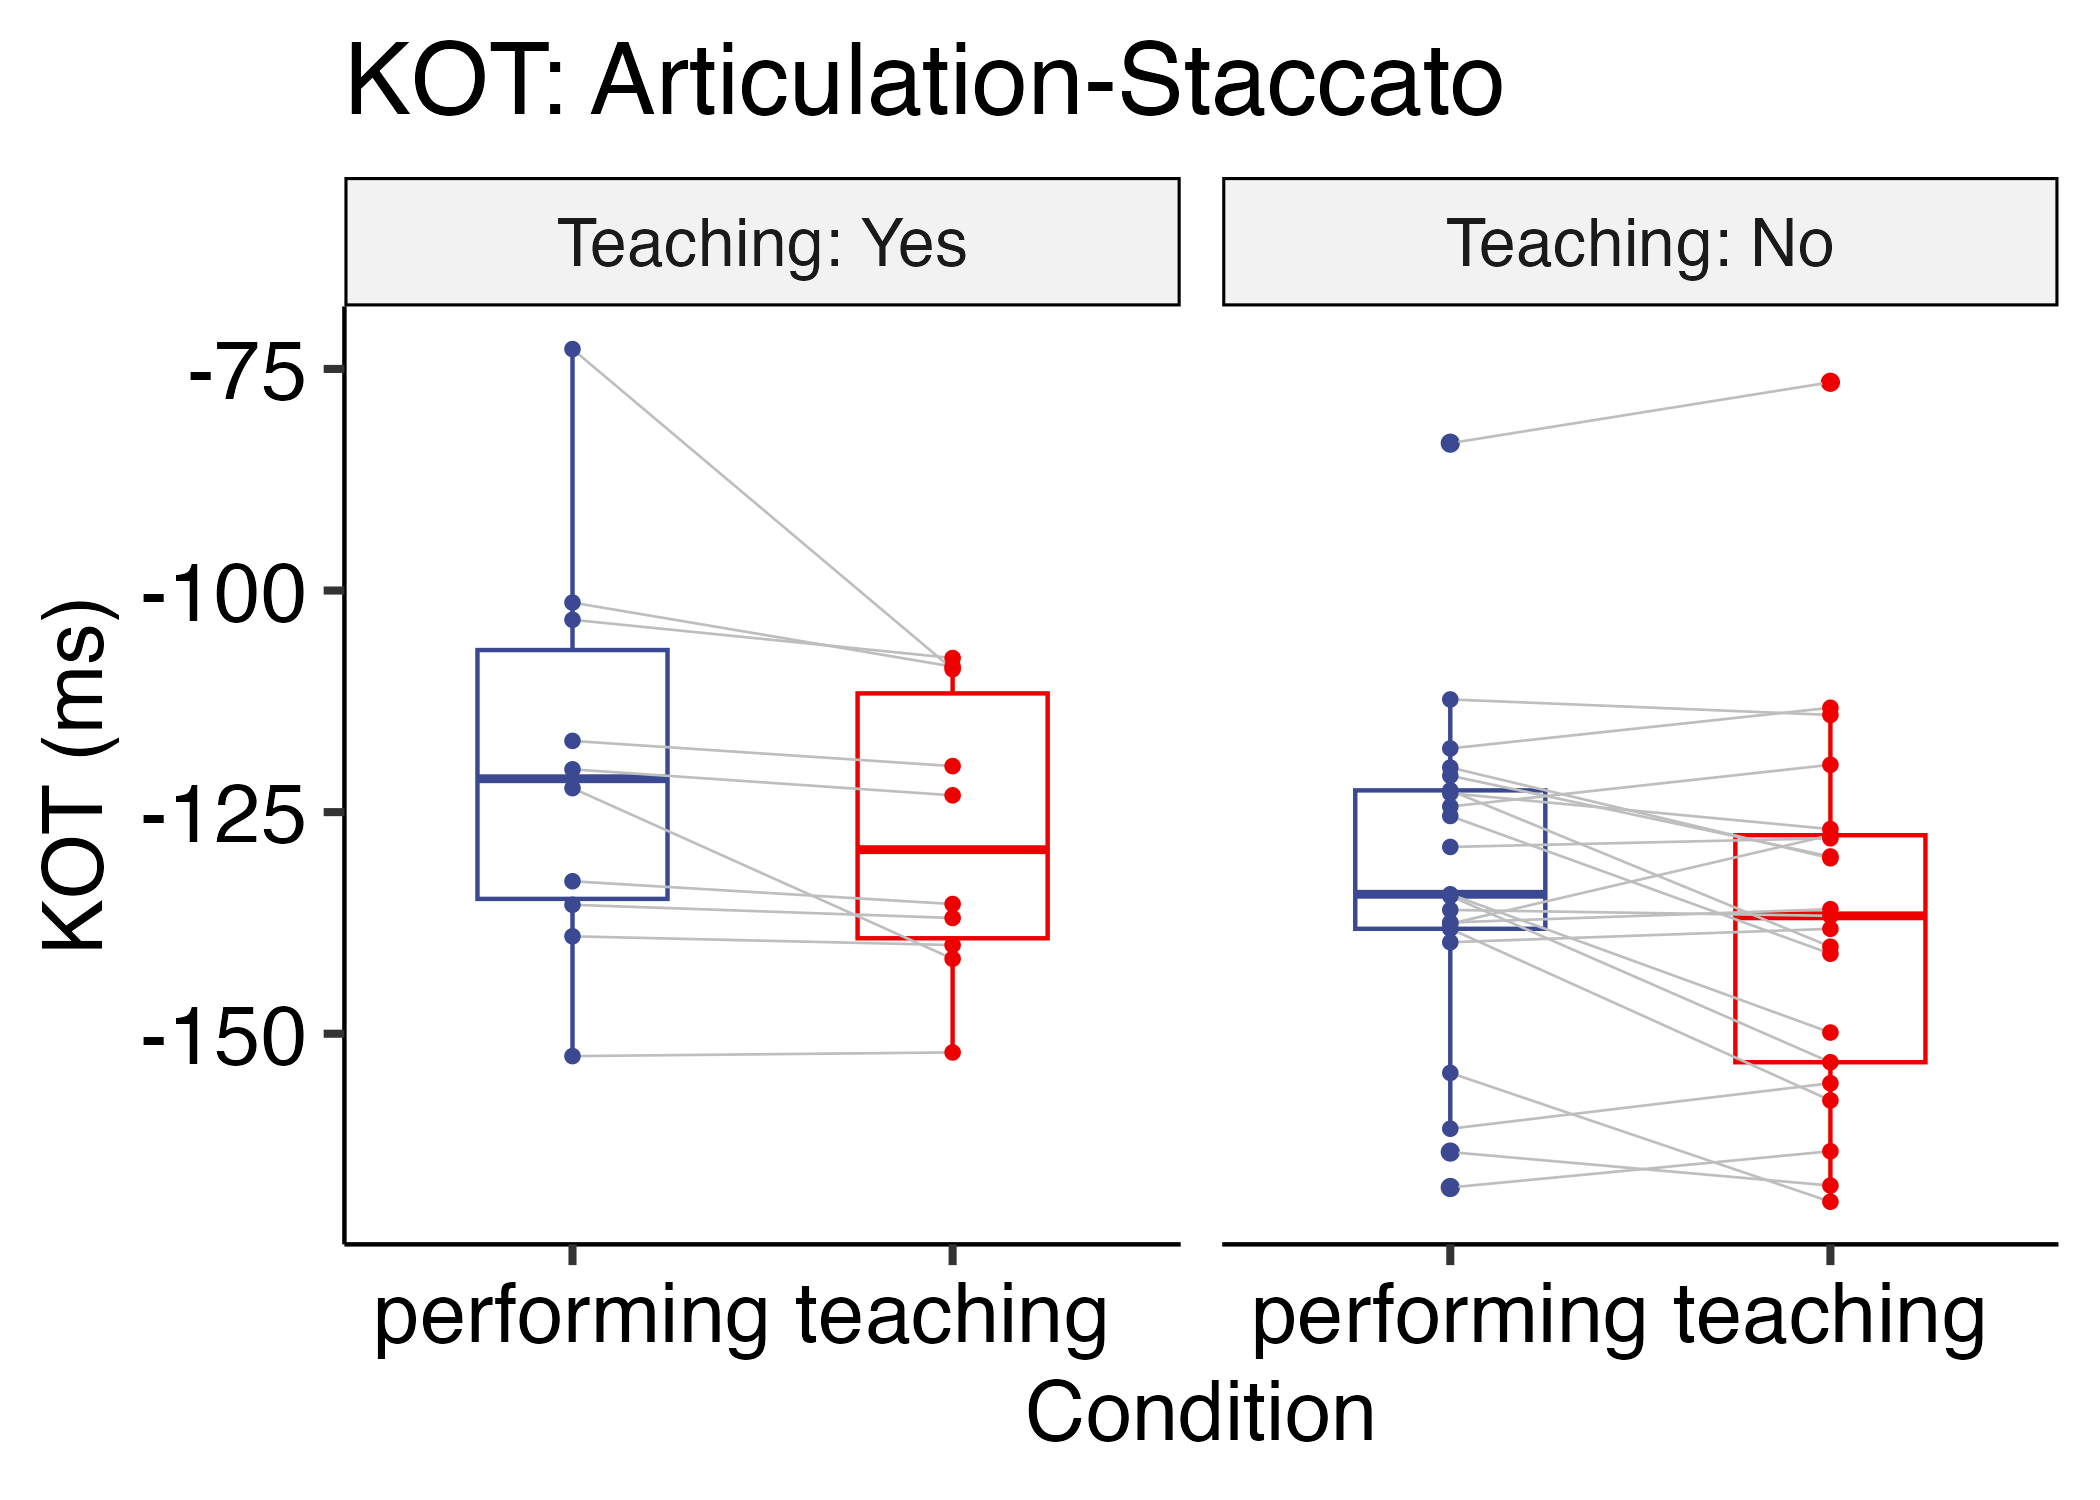 KOT: Articulation-Staccato
Teaching: Yes
Teaching: No
KOT (ms)
-75
-100
-125
-150
performing teaching
performing teaching
Condition